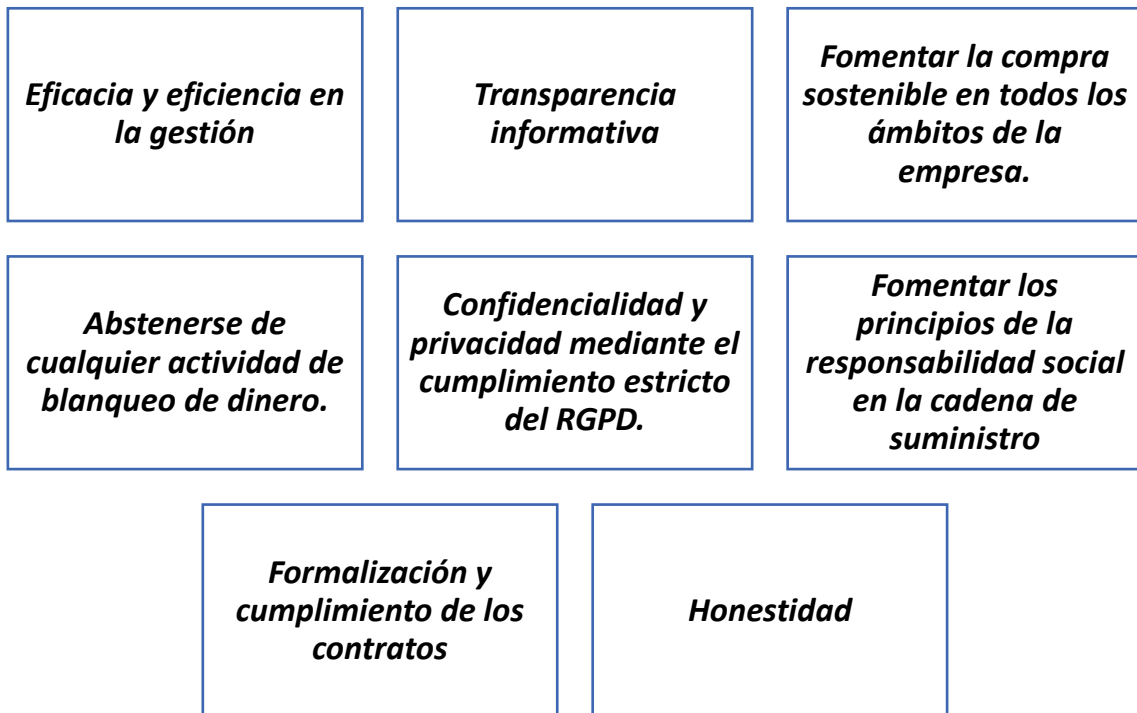 Eficacia y eficiencia en
la gestión
Transparencia
informativa
Fomentar la compra
sostenible en todos los
ámbitos de la
empresa.
Abstenerse de
cualquier actividad de
blanqueo de dinero.
Confidencialidad y
privacidad mediante el
cumplimiento estricto
del RGPD.
Fomentar los
principios de la
responsabilidad social
en la cadena de
suministro
Formalización y
cumplimiento de los
contratos
Honestidad